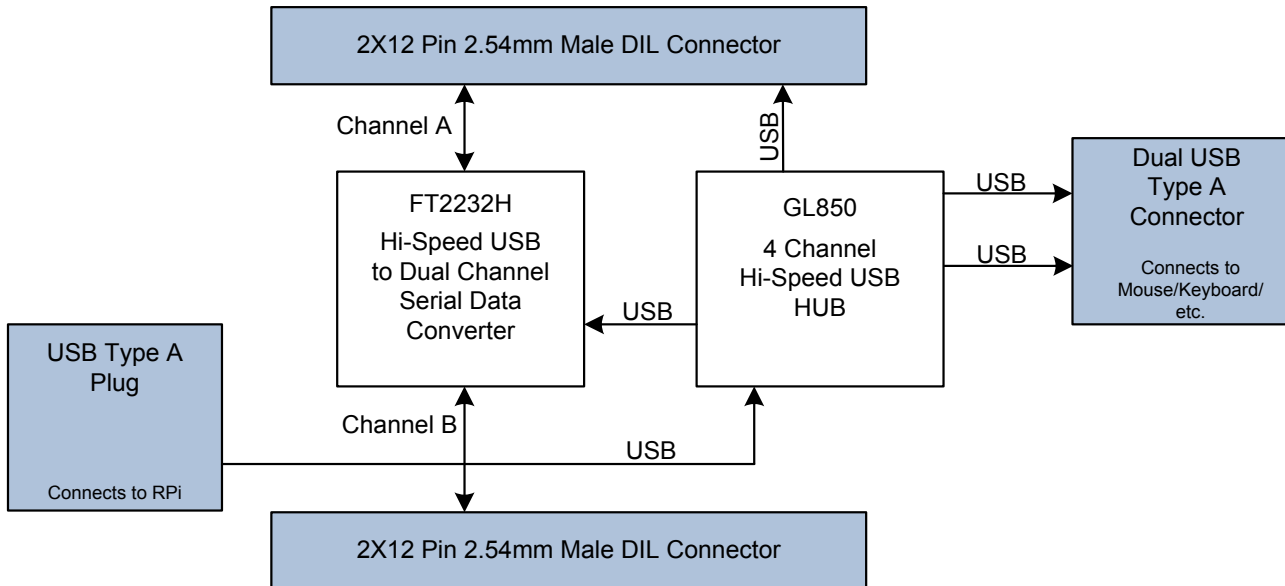 2X12 Pin 2.54mm Male DIL Connector
Channel A
USB
FT2232H
Hi-Speed USB
to Dual Channel
Serial Data
Converter
GL850
4 Channel
Hi-Speed USB
HUB
USB
USB
Dual USB
Type A
Connector
Connects to
Mouse/Keyboard/
etc.
USB
USB Type A
Plug
Connects to RPi
Channel B
USB
2X12 Pin 2.54mm Male DIL Connector